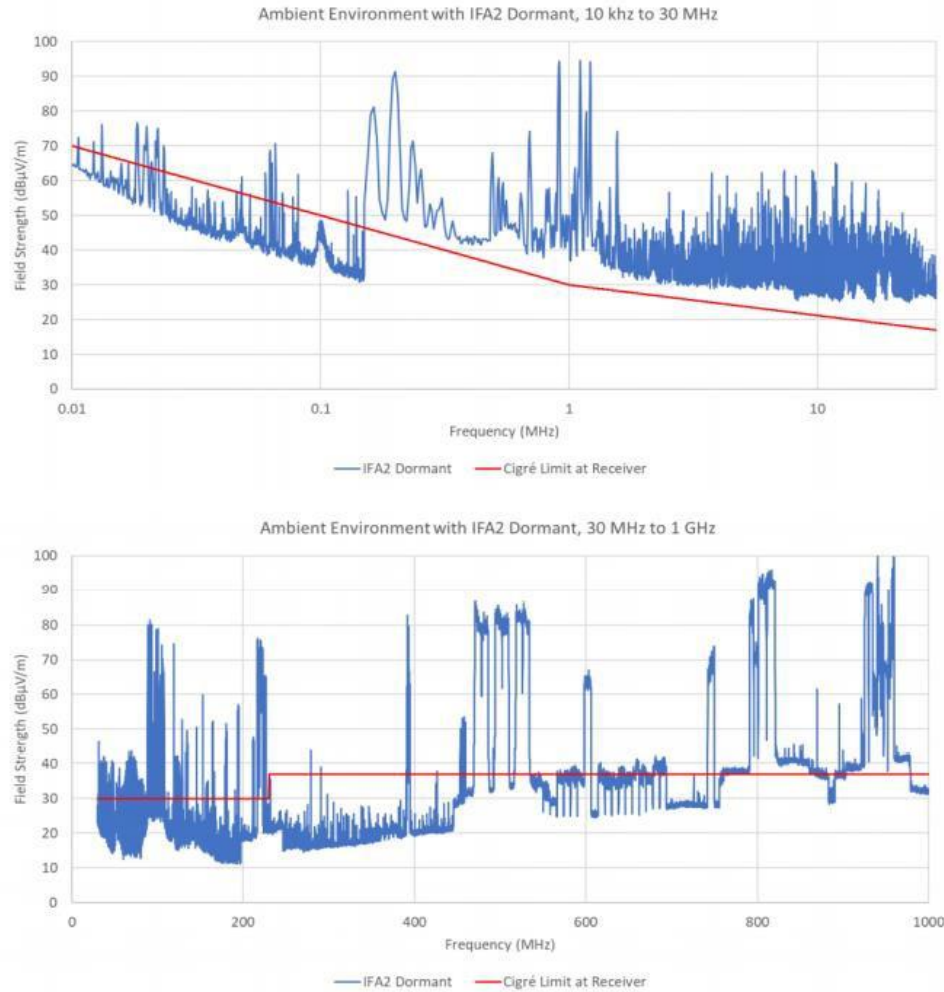 Ambient Environment with IFA2 Dormant, 10 khz to 30 MHz
100
90
80
70
60
50
40
30
20
10
0
Field Strength (dBµV/m)
0.01 0.1 1 10
Frequency (MHz)
IFA2 Dormant Cigré Limit at Receiver
Ambient Environment with IFA2 Dormant, 30 MHz to 1 GHz
100
90
80
70
60
50
40
30
20
10
0
Field Strength (dBµV/m)
0 200 400 600 800 1000
Frequency (MHz)
IFA2 Dormant Cigré Limit at Receiver